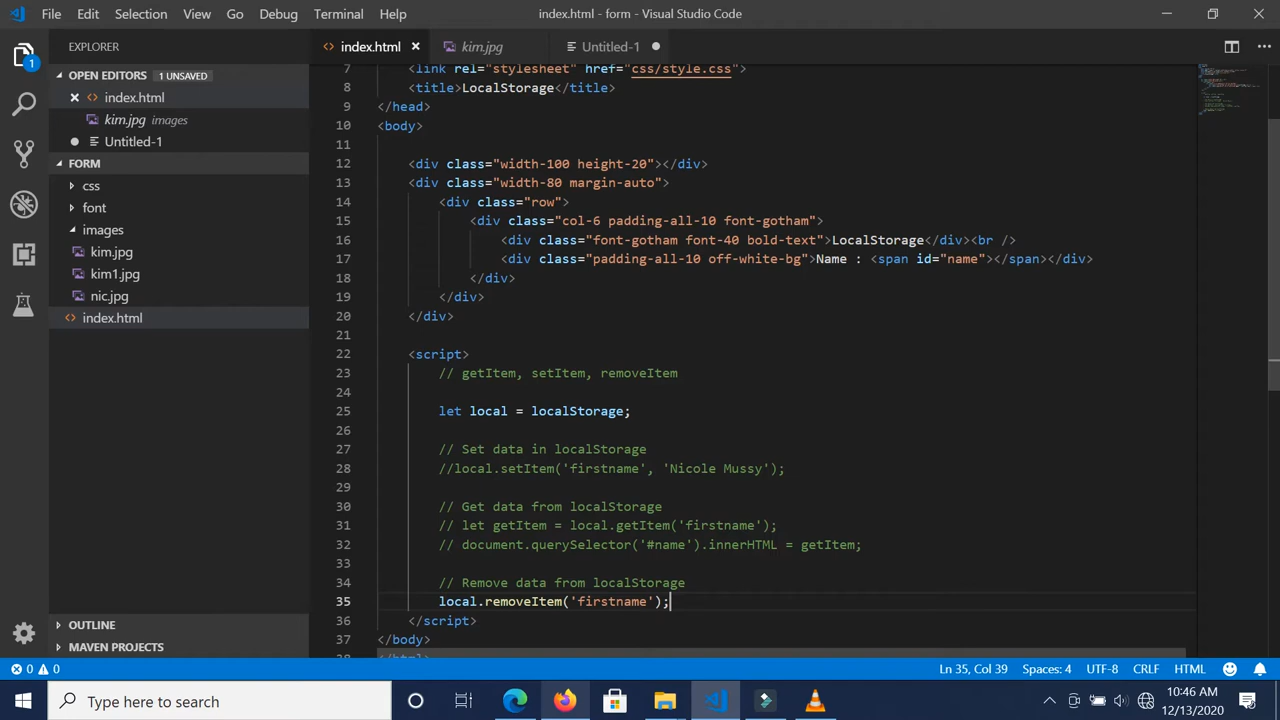 File Edit Selection View Go Debug Terminal Help index.html - form - Visual Studio Code
EXPLORER
OPEN EDITORS 1 UNSAVED
index.html
kim.jpg images
Untitled-1
FORM
css
font
images
kim.jpg
kim1.jpg
nic.jpg
index.html
OUTLINE
MAVEN PROJECTS
1
index.html kim.jpg Untitled-1
7 <link rel="stylesheet" href="css/style.css">
8 <title>LocalStorage</title>
9 </head>
10 <body>
11
12 <div class="width-100 height-20"></div>
13 <div class="width-80 margin-auto">
14 <div class="row">
15 <div class="col-6 padding-all-10 font-gotham">
16 <div class="font-gotham font-40 bold-text">LocalStorage</div><br />
17 <div class="padding-all-10 off-white-bg">Name : <span id="name"></span></div>
18 </div>
19 </div>
20 </div>
21
22 <script>
23 // getItem, setItem, removeItem
24
25 let local = localStorage;
26
27 // Set data in localStorage
28 //local.setItem('firstname', 'Nicole Mussy');
29
30 // Get data from localStorage
31 // let getItem = local.getItem('firstname');
32 // document.querySelector('#name').innerHTML = getItem;
33
34 // Remove data from localStorage
35 local.removeItem('firstname');
36 </script>
37 </body>
38 </html>
0 0 Ln 35, Col 39 Spaces: 4 UTF-8 CRLF HTML
Type here to search
10:46 AM
12/13/2020